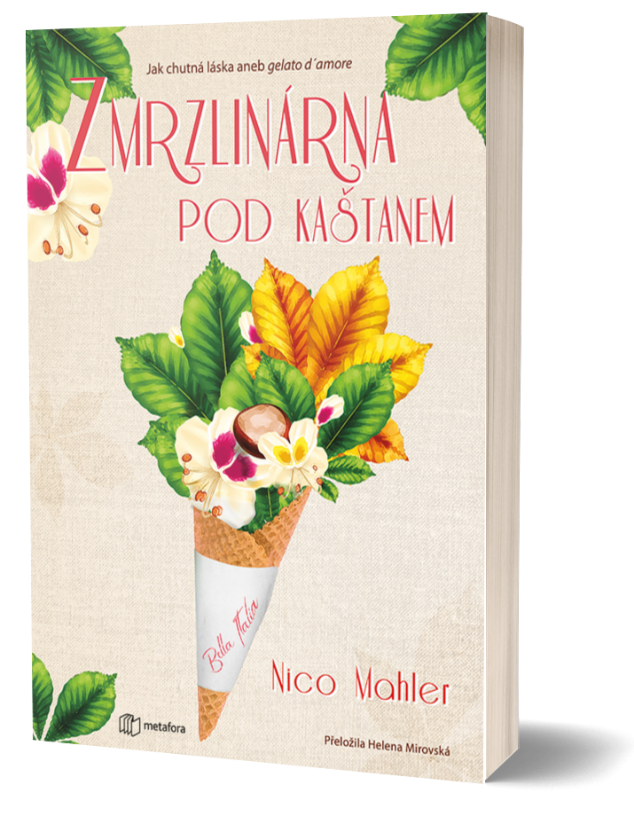 Jak chutná láska aneb gelato d´amore
ZMRZLINÁRNA
POD KAŠTANEM
Bella Italia
Nico Mahler
metafora
Přeložila Helena Mirovská